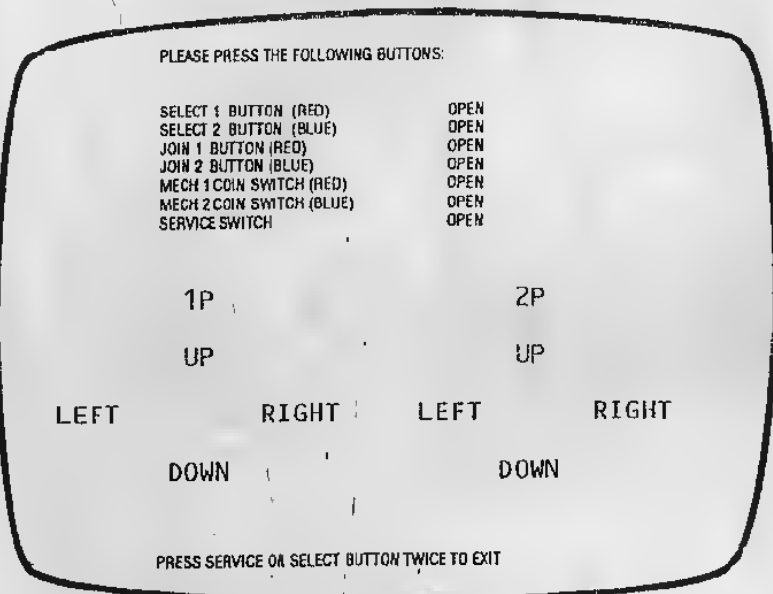 PLEASE PRESS THE FOLLOWING BUTTONS:
SELECT 1 BUTTON (RED) OPEN
SELECT 2 BUTTON (BLUE) OPEN
JOIN 1 BUTTON (RED) OPEN
JOIN 2 BUTTON (BLUE) OPEN
MECH 1 COIN SWITCH (RED) OPEN
MECH 2 COIN SWITCH (BLUE) OPEN
SERVICE SWITCH OPEN
1P 2P
UP UP
LEFT RIGHT LEFT RIGHT
DOWN DOWN
PRESS SERVICE OR SELECT BUTTON TWICE TO EXIT